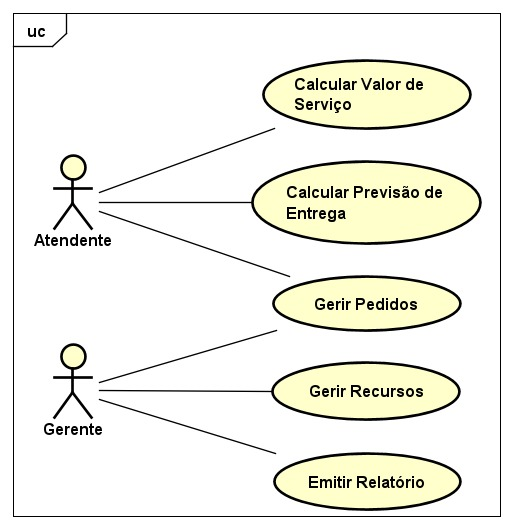 uc
Calcular Valor de
Serviço
Calcular Previsão de
Entrega
Atendente
Gerir Pedidos
Gerir Recursos
Gerente
Emitir Relatório